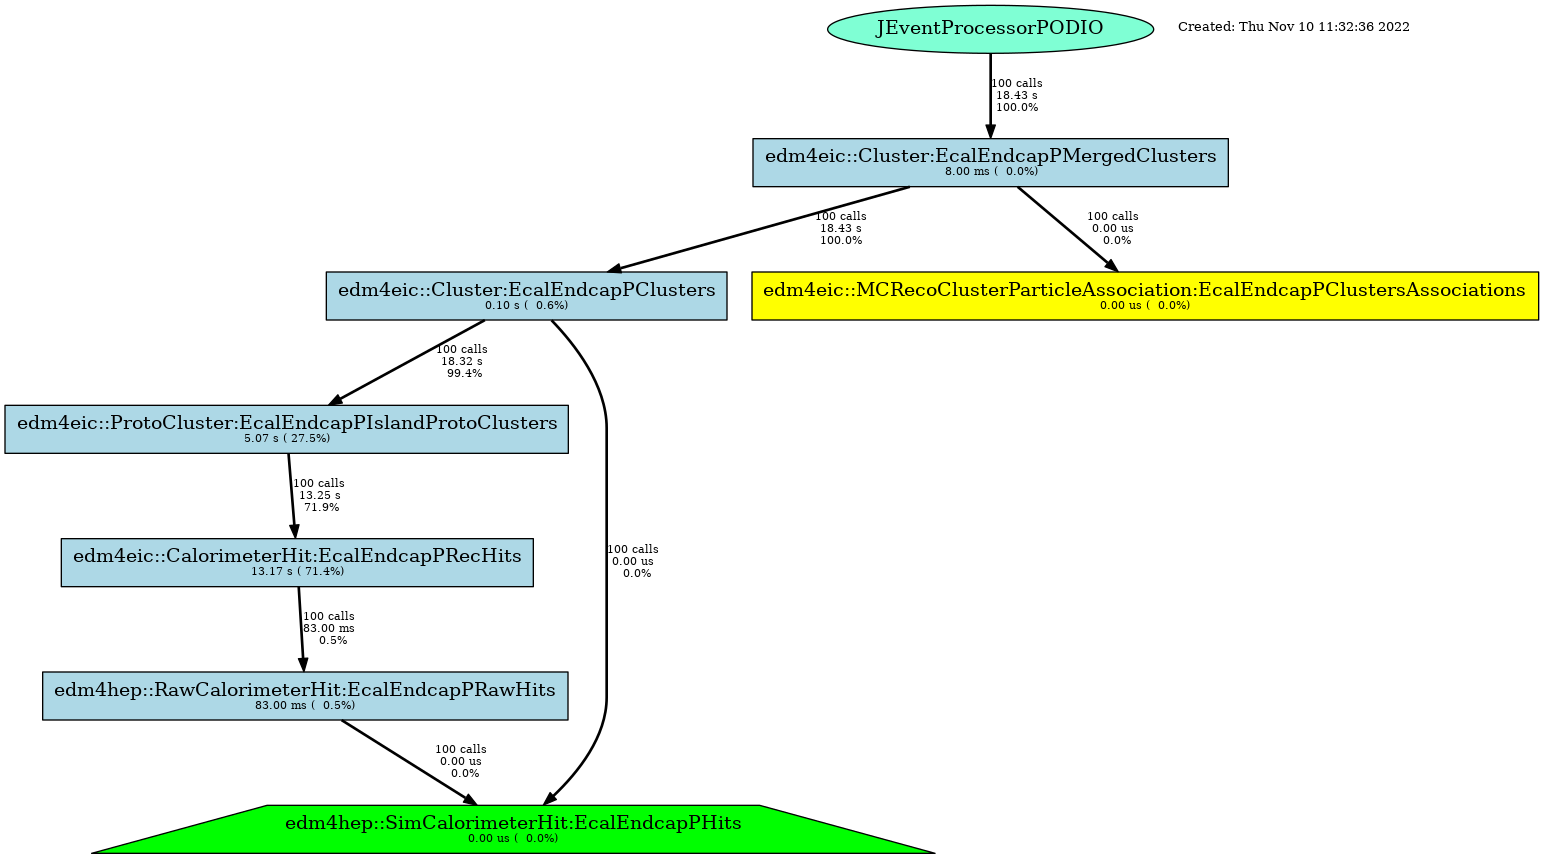 JEventProcessorPODIO
Created: Thu Nov 10 11:32:36 2022
100 calls
18.43 s
100.0%
edm4eic::Cluster:EcalEndcapPMergedClusters
8.00 ms ( 0.0%)
100 calls
18.43 s
100.0%
100 calls
0.00 us
0.0%
edm4eic::Cluster:EcalEndcapPClusters
0.10 s ( 0.6%)
edm4eic::MCRecoClusterParticleAssociation:EcalEndcapPClustersAssociations
0.00 us ( 0.0%)
100 calls
18.32 s
99.4%
edm4eic::ProtoCluster:EcalEndcapPIslandProtoClusters
5.07 s ( 27.5%)
100 calls
13.25 s
71.9%
100 calls
0.00 us
0.0%
edm4eic::CalorimeterHit:EcalEndcapPRecHits
13.17 s ( 71.4%)
100 calls
83.00 ms
0.5%
edm4hep::RawCalorimeterHit:EcalEndcapPRawHits
83.00 ms ( 0.5%)
100 calls
0.00 us
0.0%
edm4hep::SimCalorimeterHit:EcalEndcapPHits
0.00 us ( 0.0%)